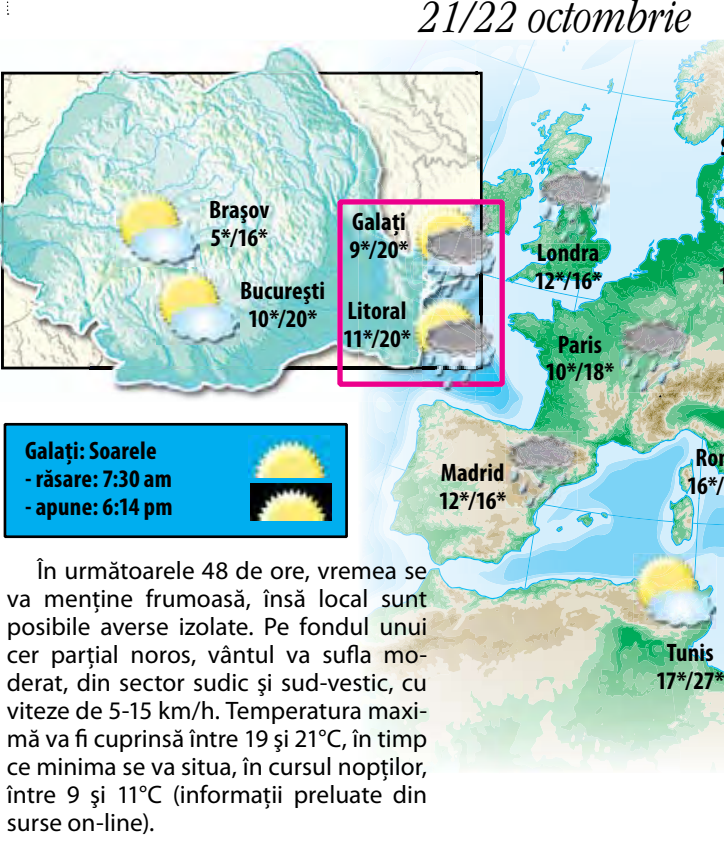 21/22 octombrie
Braşov
5*/16*
Bucureşti
10*/20*
Galaţi
9*/20*
Litoral
11*/20*
Londra
12*/16*
Paris
10*/18*
Madrid
12*/16*
16*/
Tunis
17*/27*
Galaţi: Soarele
- răsare: 7:30 am
- apune: 6:14 pm
În următoarele 48 de ore, vremea se
va menţine frumoasă, însă local sunt
posibile averse izolate. Pe fondul unui
cer parţial noros, vântul va sufla mo-
derat, din sector sudic şi sud-vestic, cu
viteze de 5-15 km/h. Temperatura maxi-
mă va fi cuprinsă între 19 şi 21°C, în timp
ce minima se va situa, în cursul nopţilor,
între 9 şi 11°C (informaţii preluate din
surse on-line).